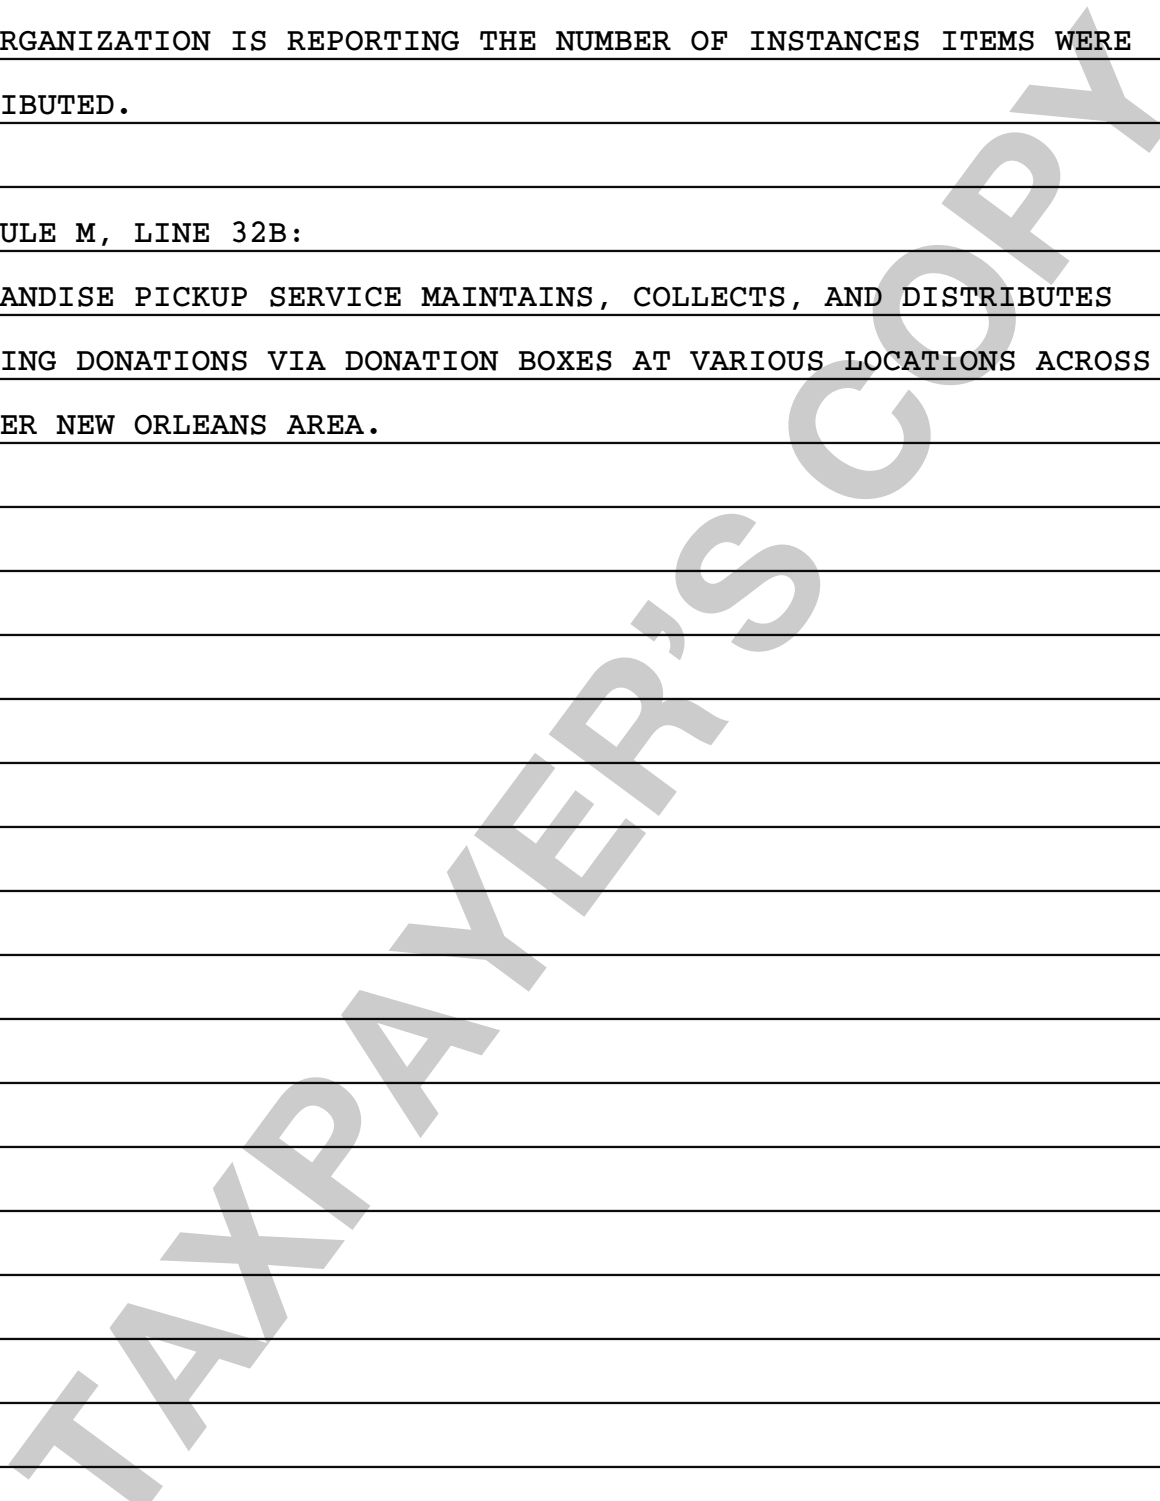 RGANIZATION IS REPORTING THE NUMBER OF INSTANCES ITEMS WERE
IBUTED.
ULE M, LINE 32B:
ANDISE PICKUP SERVICE MAINTAINS, COLLECTS, AND DISTRIBUTES
ING DONATIONS VIA DONATION BOXES AT VARIOUS LOCATIONS ACROSS
ER NEW ORLEANS AREA.
TAXPAYER'S COPY